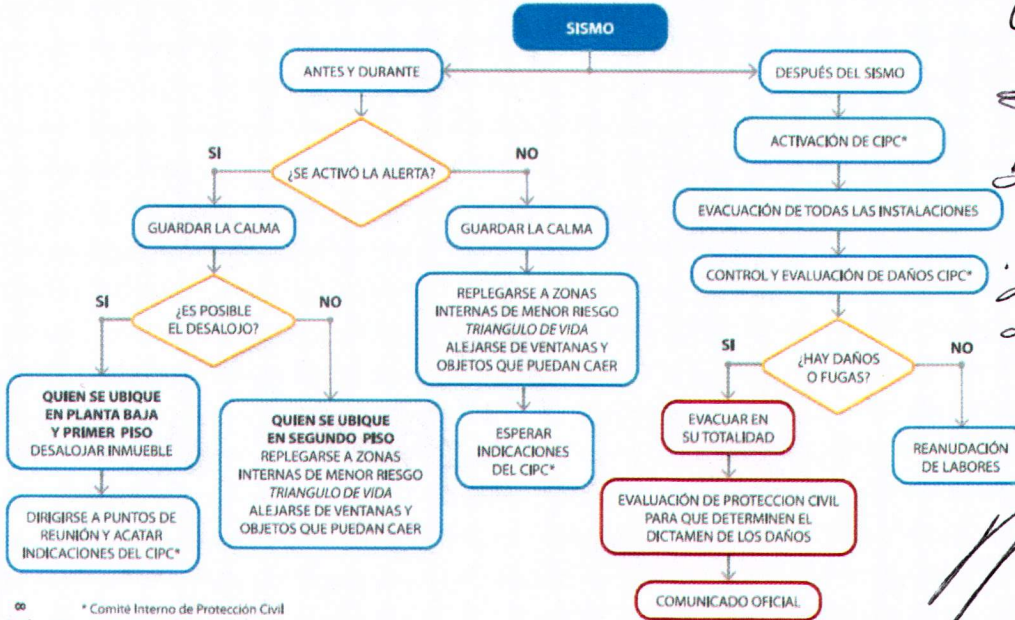 SISMO
ANTES Y DURANTE
DESPUÉS DEL SISMO
¿SE ACTIVÓ LA ALERTA?
SI
NO
GUARDAR LA CALMA
¿ES POSIBLE
EL DESALOJO?
SI
NO
QUIEN SE UBIQUE
EN PLANTA BAJA
Y PRIMER PISO
DESALOJAR INMUEBLE
DIRIGIRSE A PUNTOS DE
REUNIÓN Y ACATAR
INDICACIONES DEL CIPC*
QUIEN SE UBIQUE
EN SEGUNDO PISO
REPLEGARSE A ZONAS
INTERNAS DE MENOR RIESGO
TRIANGULO DE VIDA
ALEJARSE DE VENTANAS Y
OBJETOS QUE PUEDAN CAER
GUARDAR LA CALMA
REPLEGARSE A ZONAS
INTERNAS DE MENOR RIESGO
TRIANGULO DE VIDA
ALEJARSE DE VENTANAS Y
OBJETOS QUE PUEDAN CAER
ESPERAR
INDICACIONES
DEL CIPC*
ACTIVACIÓN DE CIPC*
EVACUACIÓN DE TODAS LAS INSTALACIONES
CONTROL Y EVALUACIÓN DE DAÑOS CIPC*
¿HAY DAÑOS
O FUGAS?
SI
NO
EVACUAR EN
SU TOTALIDAD
EVALUACIÓN DE PROTECCION CIVIL
PARA QUE DETERMINEN EL
DICTAMEN DE LOS DAÑOS
COMUNICADO OFICIAL
REANUDACIÓN
DE LABORES
* Comité Interno de Protección Civil